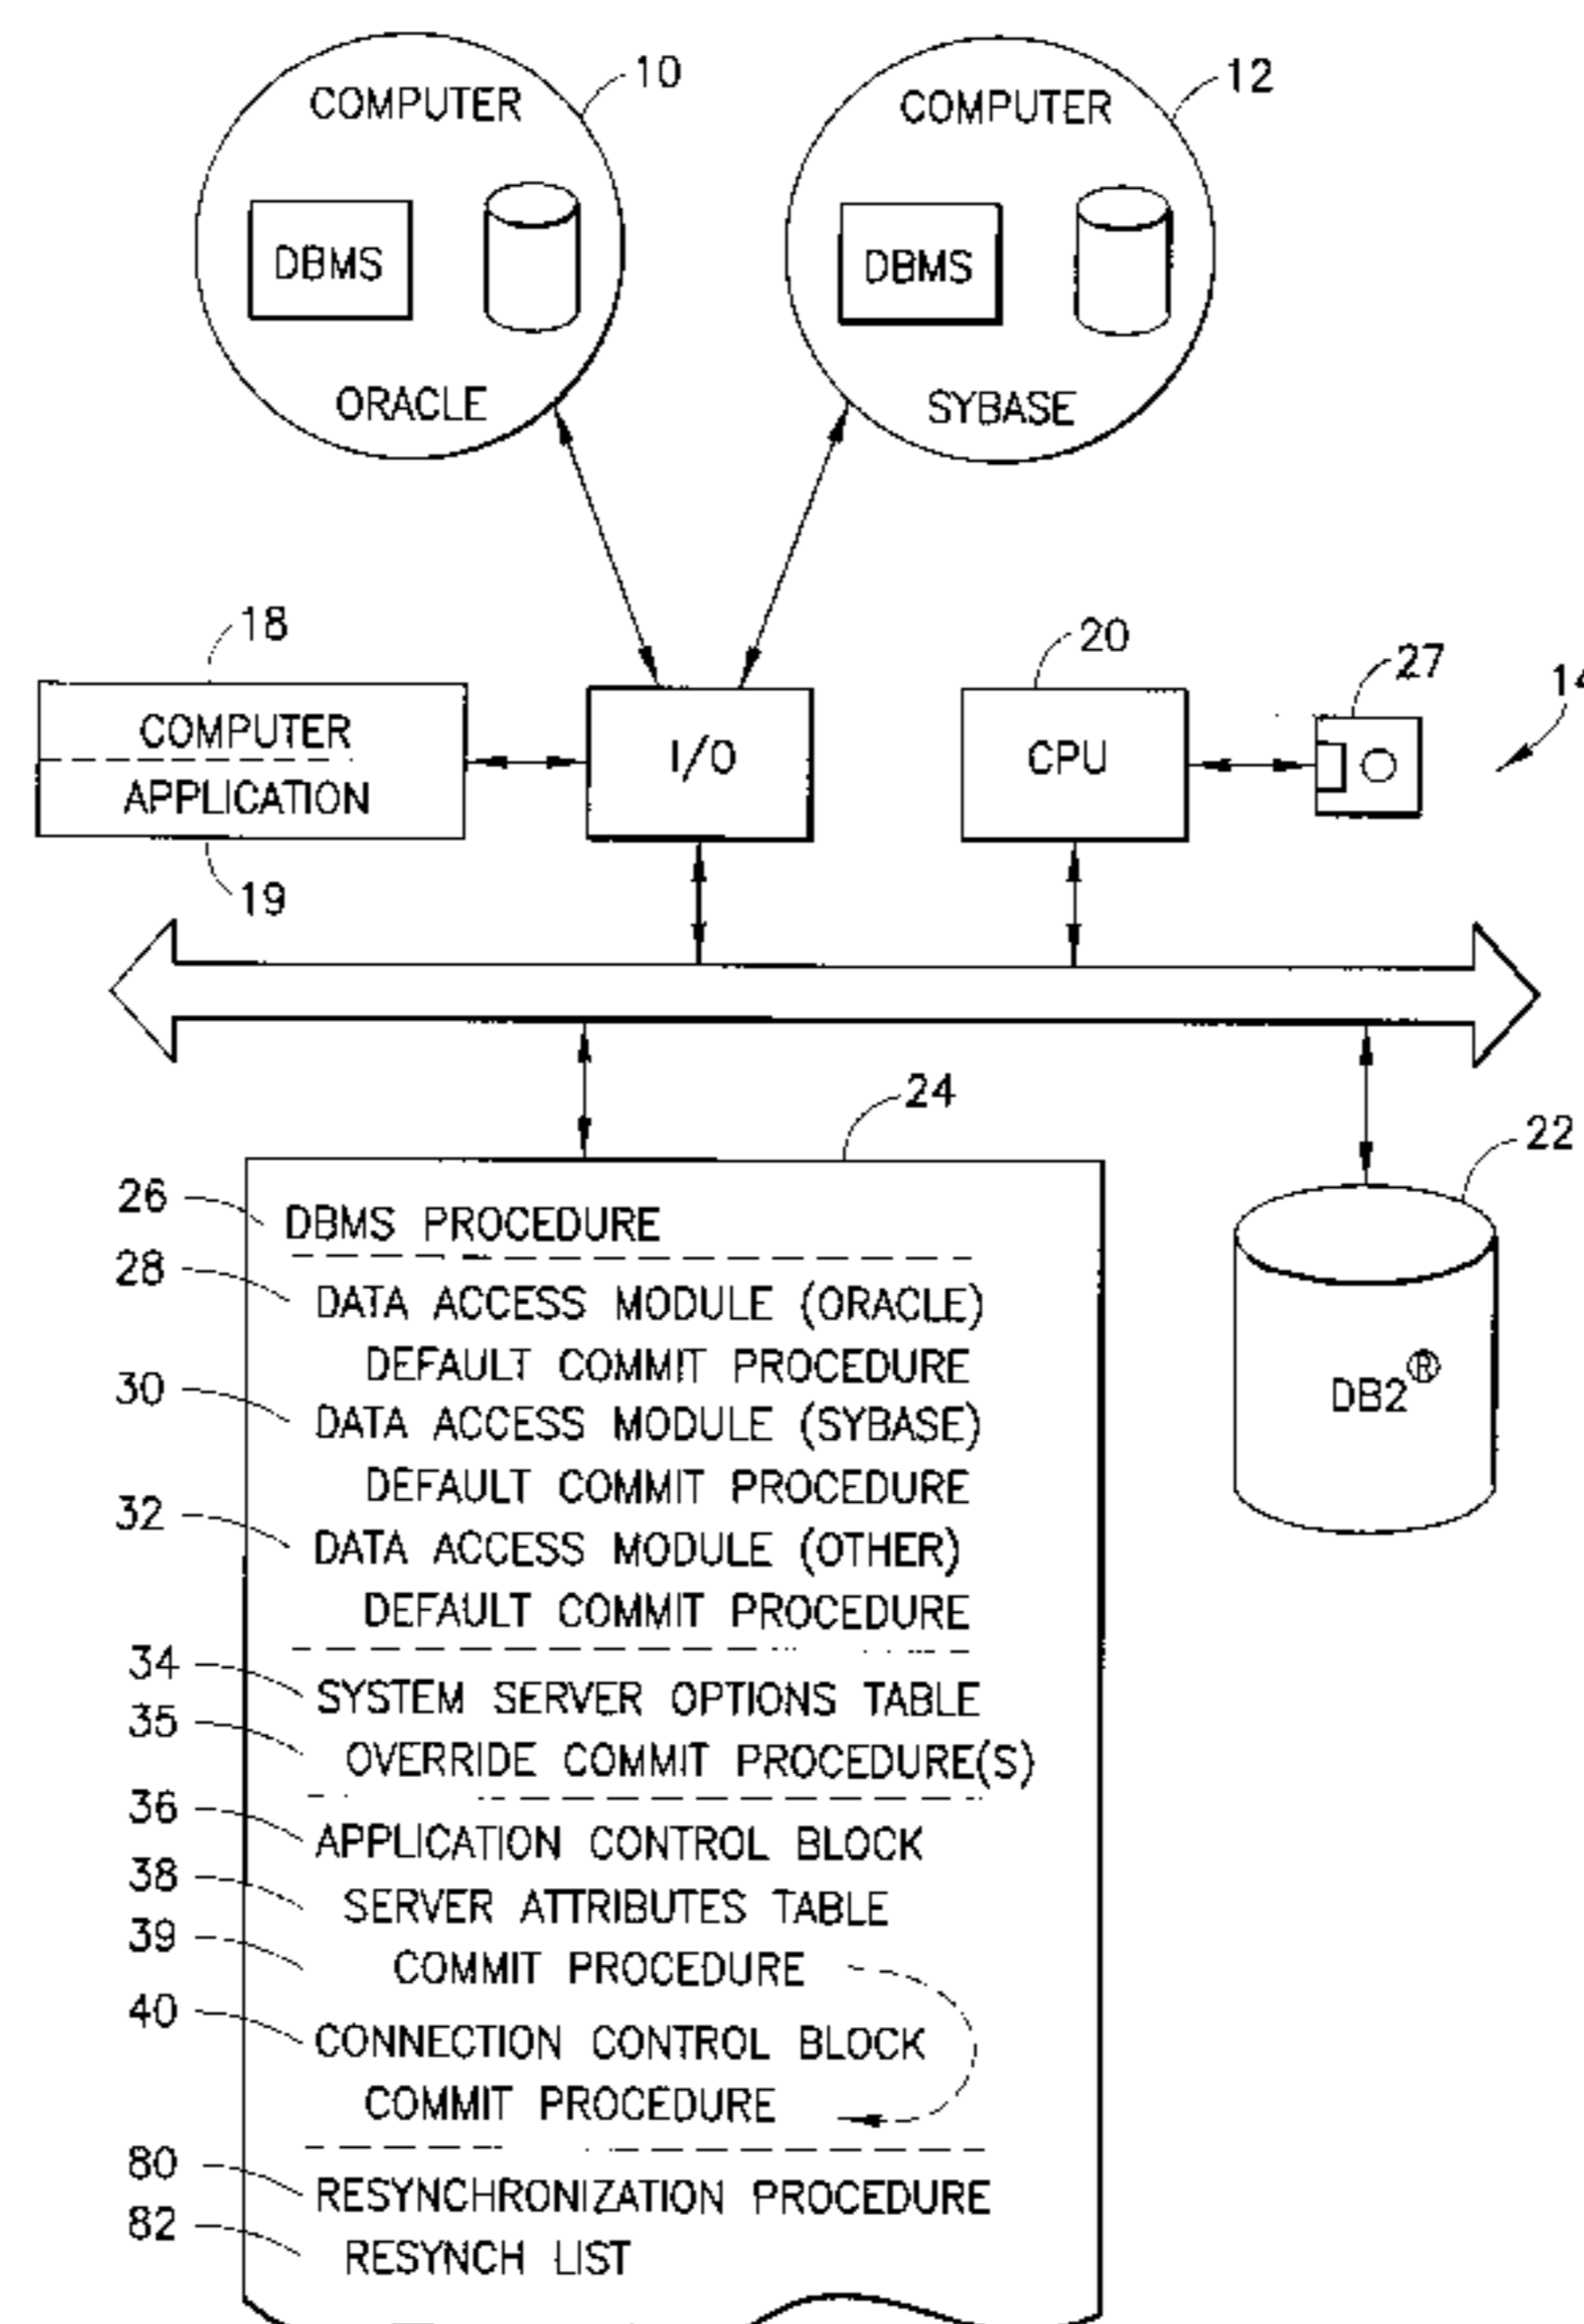 10
12
COMPUTER
COMPUTER
DBMS
DBMS
ORACLE
SYBASE
18
20
27
14
COMPUTER
APPLICATION
I/O
CPU
19
24
22
26 DBMS PROCEDURE
28 DATA ACCESS MODULE (ORACLE)
DEFAULT COMMIT PROCEDURE
30 DATA ACCESS MODULE (SYBASE)
DEFAULT COMMIT PROCEDURE
32 DATA ACCESS MODULE (OTHER)
DEFAULT COMMIT PROCEDURE
34 SYSTEM SERVER OPTIONS TABLE
35 OVERRIDE COMMIT PROCEDURE(S)
36 APPLICATION CONTROL BLOCK
38 SERVER ATTRIBUTES TABLE
39 COMMIT PROCEDURE
40 CONNECTION CONTROL BLOCK
COMMIT PROCEDURE
80 RESYNCHRONIZATION PROCEDURE
82 RESYNCH LIST
DB2®